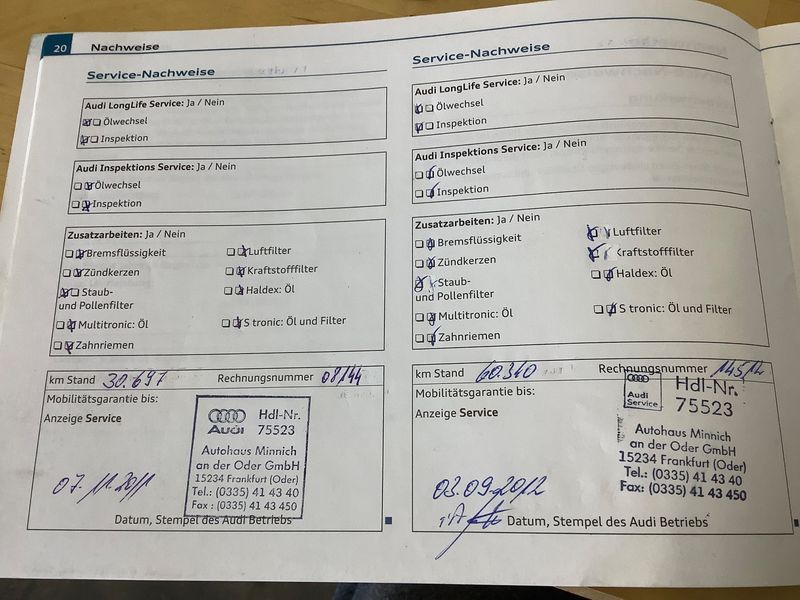 20 Nachweise
Service-Nachweise
Audi LongLife Service: Ja / Nein
Ölwechsel
Inspektion
Audi Inspektions Service: Ja / Nein
Ölwechsel
Inspektion
Zusatzarbeiten: Ja / Nein
Bremsflüssigkeit
Luftfilter
Zündkerzen
Kraftstofffilter
Staub-
und Pollenfilter
Haldex: Öl
Multitronic: Öl
S tronic: Öl und Filter
Zahnriemen
km Stand 30.697 Rechnungsnummer 08144
Mobilitätsgarantie bis:
Anzeige Service
Audi
Hdl-Nr.
75523
Autohaus Minnich
an der Oder GmbH
15234 Frankfurt (Oder)
Tel.: (0335) 41 43 40
Fax : (0335) 41 43 450
07.11.2011
Datum, Stempel des Audi Betriebs
Service-Nachweise
Audi LongLife Service: Ja / Nein
Ölwechsel
Inspektion
Audi Inspektions Service: Ja / Nein
Ölwechsel
Inspektion
Zusatzarbeiten: Ja / Nein
Bremsflüssigkeit
Luftfilter
Zündkerzen
Kraftstofffilter
Staub-
und Pollenfilter
Haldex: Öl
Multitronic: Öl
S tronic: Öl und Filter
Zahnriemen
km Stand 60.310 Rechnungsnummer 14514
Mobilitätsgarantie bis:
Anzeige Service
Audi
Service
Hdl-Nr.
75523
Autohaus Minnich
an der Oder GmbH
15234 Frankfurt (Oder)
Tel.: (0335) 41 43 40
Fax: (0335) 41 43 450
03.09.2012
Datum, Stempel des Audi Betriebs